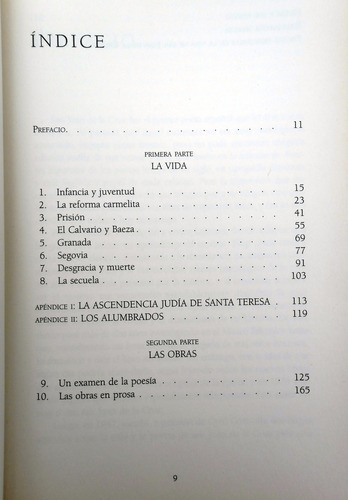 ÍNDICE
PREFACIO. . . . . . . . . . . . . . . . . . . 11
PRIMERA PARTE
LA VIDA
1. Infancia y juventud . . . . . . . . . . . . . 15
2. La reforma carmelita . . . . . . . . . . . . 23
3. Prisión . . . . . . . . . . . . . . . . . . 41
4. El Calvario y Baeza . . . . . . . . . . . . . 55
5. Granada . . . . . . . . . . . . . . . . . 69
6. Segovia . . . . . . . . . . . . . . . . . 77
7. Desgracia y muerte . . . . . . . . . . . . . 91
8. La secuela . . . . . . . . . . . . . . . . 103
APÉNDICE I: LA ASCENDENCIA JUDÍA DE SANTA TERESA . 113
APÉNDICE II: LOS ALUMBRADOS . . . . . . . . . . 119
SEGUNDA PARTE
LAS OBRAS
9. Un examen de la poesía . . . . . . . . . . . 125
10. Las obras en prosa . . . . . . . . . . . . . 165
9